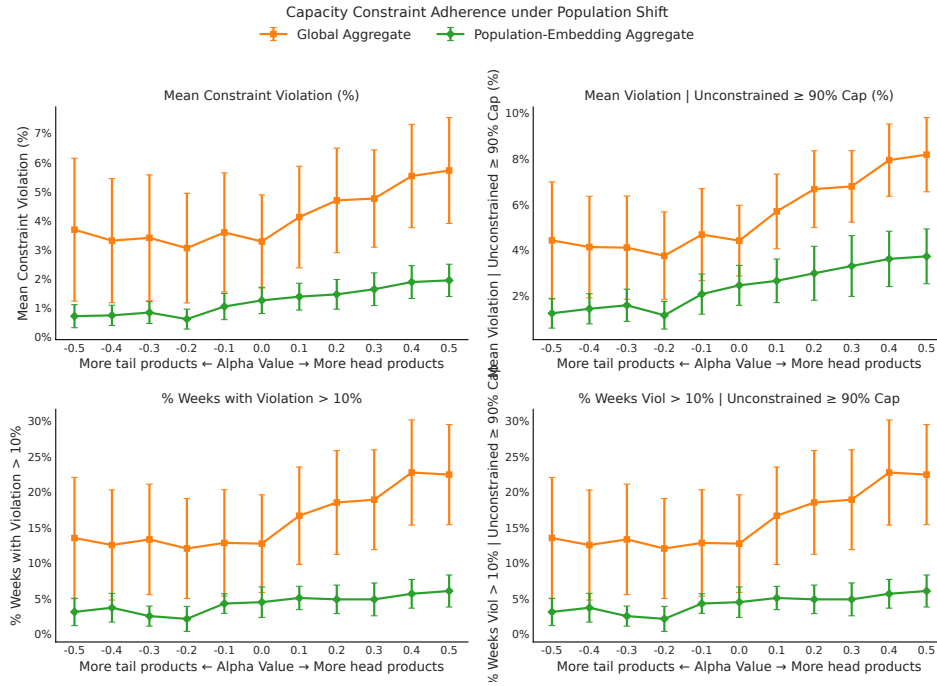 Capacity Constraint Adherence under Population Shift
Global Aggregate Population-Embedding Aggregate
Mean Constraint Violation (%)
Mean Constraint Violation (%)
7%
6%
5%
4%
3%
2%
1%
0%
-0.5 -0.4 -0.3 -0.2 -0.1 0.0 0.1 0.2 0.3 0.4 0.5
More tail products ← Alpha Value → More head products
Mean Violation | Unconstrained ≥ 90% Cap (%)
Mean Violation | Unconstrained ≥ 90% Cap (%)
10%
8%
6%
4%
2%
-0.5 -0.4 -0.3 -0.2 -0.1 0.0 0.1 0.2 0.3 0.4 0.5
More tail products ← Alpha Value → More head products
% Weeks with Violation > 10%
% Weeks with Violation > 10%
30%
25%
20%
15%
10%
5%
0%
-0.5 -0.4 -0.3 -0.2 -0.1 0.0 0.1 0.2 0.3 0.4 0.5
More tail products ← Alpha Value → More head products
% Weeks Viol > 10% | Unconstrained ≥ 90% Cap
% Weeks Viol > 10% | Unconstrained ≥ 90% Cap
30%
25%
20%
15%
10%
5%
0%
-0.5 -0.4 -0.3 -0.2 -0.1 0.0 0.1 0.2 0.3 0.4 0.5
More tail products ← Alpha Value → More head products